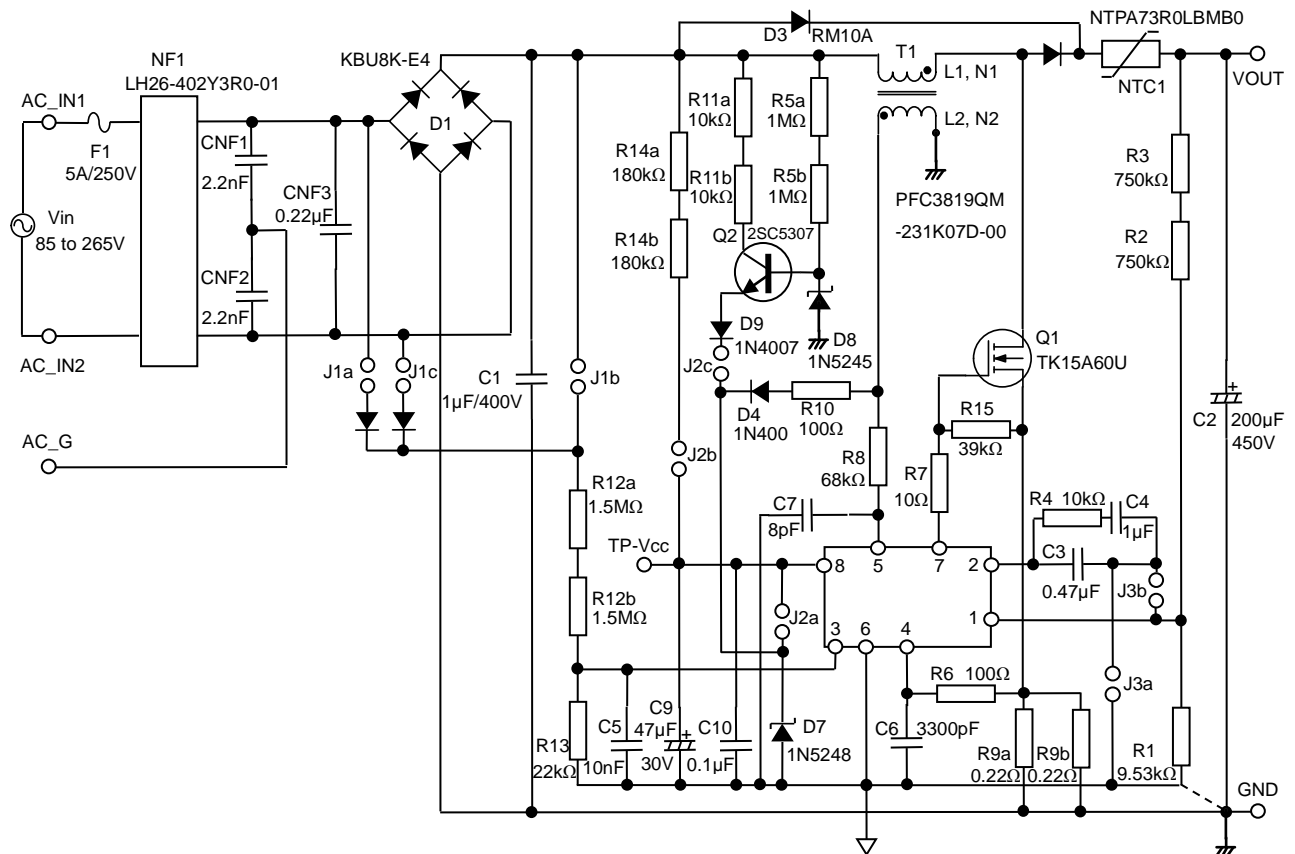 NTPA73R0LBMB0
D3
RM10A
NF1
T1
LH26-402Y3R0-01
KBU8K-E4
VOUT
L1, N1
NTC1
AC_IN1
R11a
10kΩ
R5a
1MΩ
L2, N2
D1
F1
5A/250V
CNF1
2.2nF
R14a
180kΩ
R3
750kΩ
CNF3
0.22µF
R11b
10kΩ
R5b
1MΩ
PFC3819QM
-231K07D-00
Vin
85 to 265V
Q2
2SC5307
R14b
180kΩ
R2
750kΩ
CNF2
2.2nF
D9
1N4007
D8
1N5245
Q1
TK15A60U
AC_IN2
J1a
J1c
J1b
J2c
C1
1µF/400V
D4
1N400
R10
100Ω
R15
39kΩ
C2
+
200µF
450V
AC_G
J2b
R8
68kΩ
R7
10Ω
R12a
1.5MΩ
C7
8pF
R4
10kΩ
C4
1µF
TP-Vcc
8
5
7
2
C3
0.47µF
J3b
R12b
1.5MΩ
J2a
1
3
6
4
R6
100Ω
J3a
C5
10nF
C9
47µF
+
30V
C10
0.1µF
D7
1N5248
C6
3300pF
R13
22kΩ
R9a
0.22Ω
R9b
0.22Ω
R1
9.53kΩ
GND